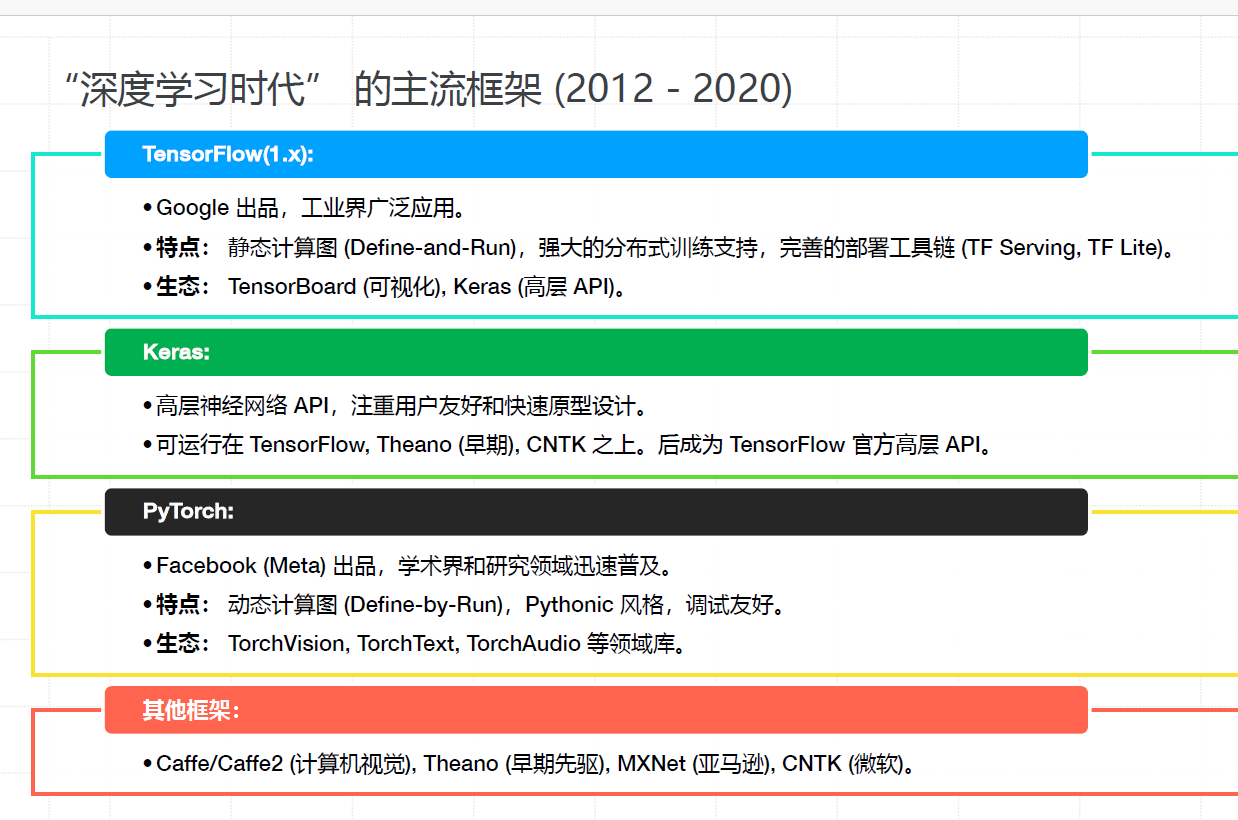 “深度学习时代” 的主流框架 (2012 - 2020)
TensorFlow(1.x):
•Google 出品，工业界广泛应用。
•特点： 静态计算图 (Define-and-Run)，强大的分布式训练支持，完善的部署工具链 (TF Serving, TF Lite)。
•生态： TensorBoard (可视化), Keras (高层 API)。
Keras:
•高层神经网络 API，注重用户友好和快速原型设计。
•可运行在 TensorFlow, Theano (早期), CNTK 之上。后成为 TensorFlow 官方高层 API。
PyTorch:
•Facebook (Meta) 出品，学术界和研究领域迅速普及。
•特点： 动态计算图 (Define-by-Run)，Pythonic 风格，调试友好。
•生态： TorchVision, TorchText, TorchAudio 等领域库。
其他框架：
•Caffe/Caffe2 (计算机视觉), Theano (早期先驱), MXNet (亚马逊), CNTK (微软)。